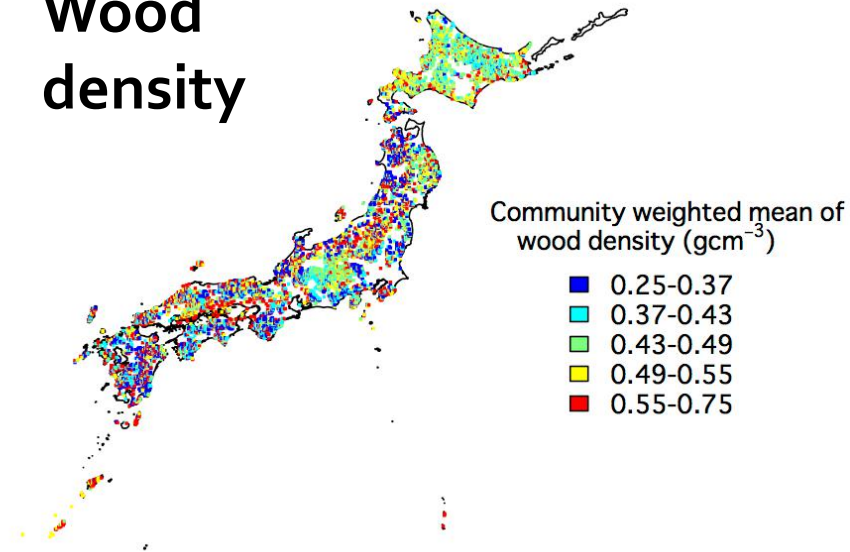 Wood
density
Community weighted mean of
wood density (gcm⁻³)
0.25-0.37
0.37-0.43
0.43-0.49
0.49-0.55
0.55-0.75